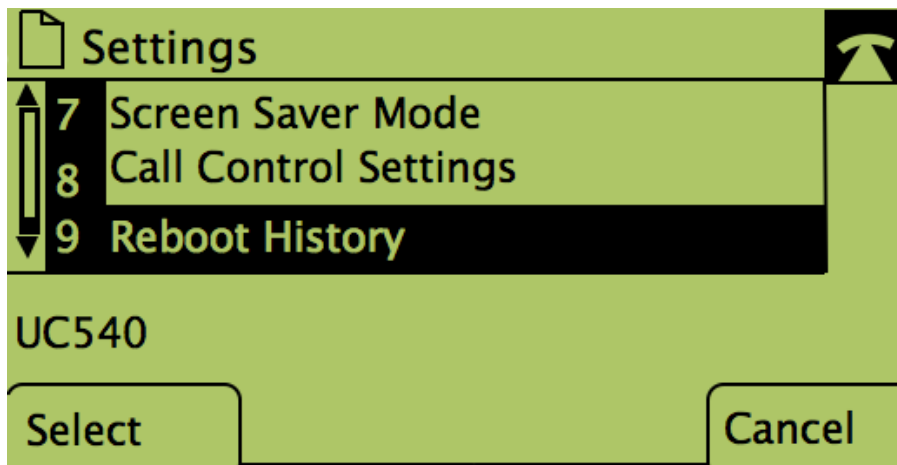 Settings
7 Screen Saver Mode
8 Call Control Settings
9 Reboot History
UC540
Select Cancel